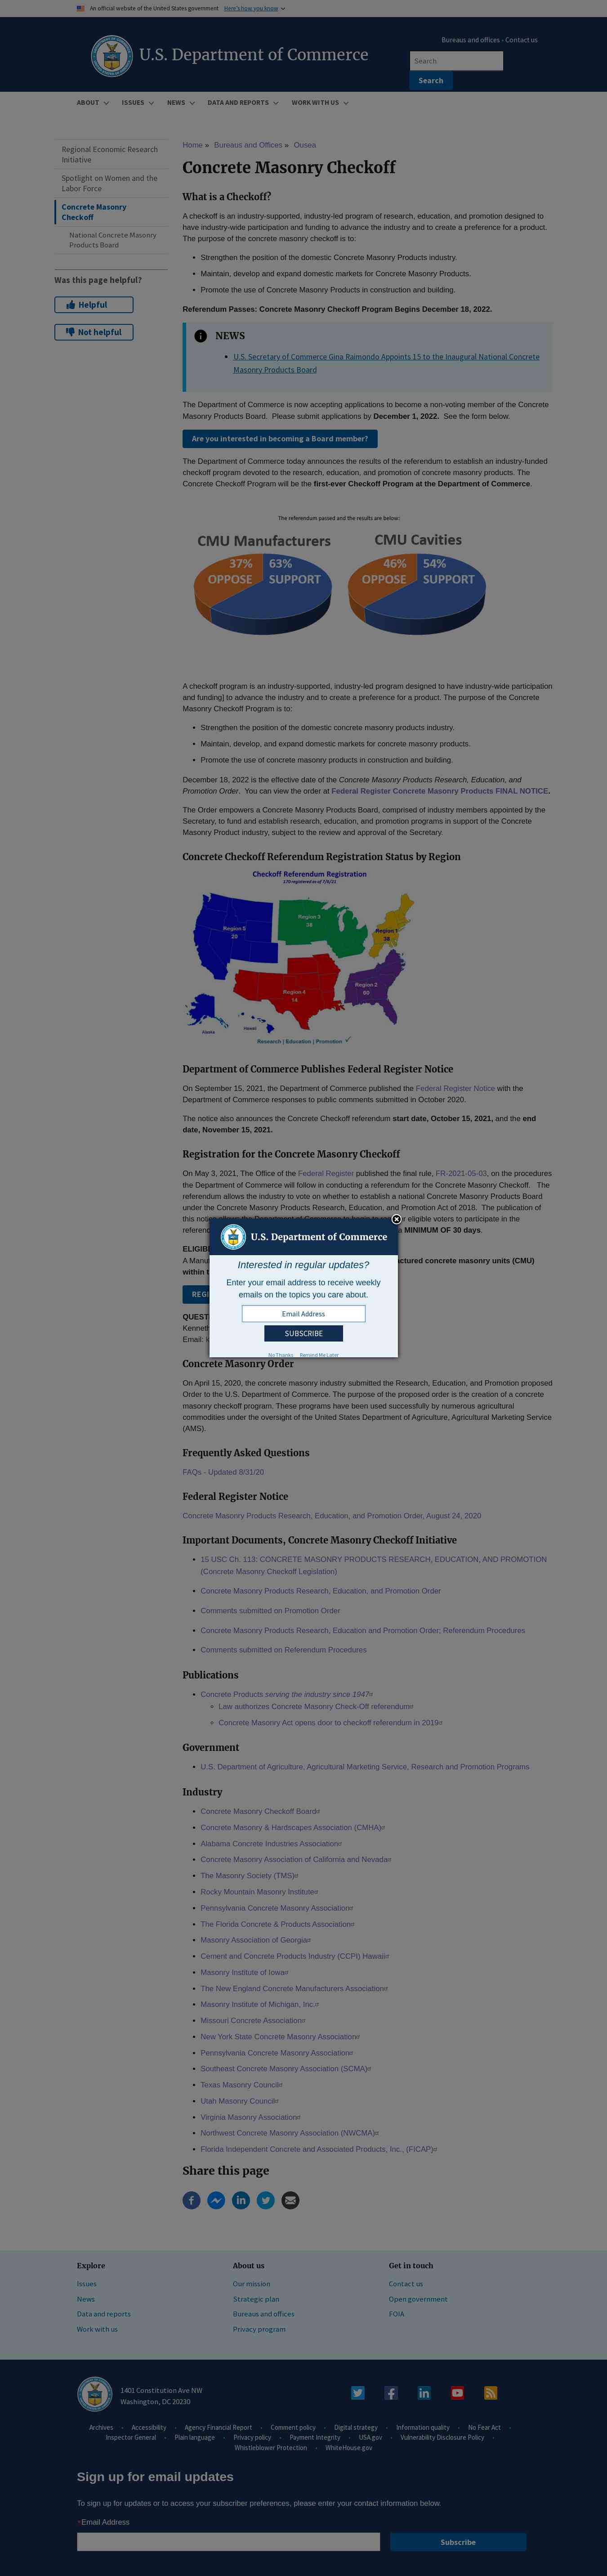 An official website of the United States government Here's how you know
U.S. Department of Commerce
Bureaus and offices - Contact us
Search
Search
ABOUT ISSUES NEWS DATA AND REPORTS WORK WITH US
Regional Economic Research
Initiative
Spotlight on Women and the
Labor Force
Concrete Masonry
Checkoff
National Concrete Masonry
Products Board
Was this page helpful?
Helpful
Not helpful
Home » Bureaus and Offices » Ousea
Concrete Masonry Checkoff
What is a Checkoff?
A checkoff is an industry-supported, industry-led program of research, education, and promotion designed to have
industry-wide participation and funding to advance the industry and to create a preference for a product. The
purpose of the concrete masonry checkoff is to:
• Strengthen the position of the domestic Concrete Masonry Products industry.
• Maintain, develop and expand domestic markets for Concrete Masonry Products.
• Promote the use of Concrete Masonry Products in construction and building.
Referendum Passes: Concrete Masonry Checkoff Program Begins December 18, 2022.
NEWS
• U.S. Secretary of Commerce Gina Raimondo Appoints 15 to the Inaugural National Concrete
Masonry Products Board
The Department of Commerce is now accepting applications to become a non-voting member of the Concrete
Masonry Products Board. Please submit applications by December 1, 2022. See the form below.
Are you interested in becoming a Board member?
The Department of Commerce today announces the results of the referendum to establish an industry-funded
checkoff program devoted to the research, education, and promotion of concrete masonry products. The
Concrete Checkoff Program will be the first-ever Checkoff Program at the Department of Commerce.
The referendum passed and the results are below:
CMU Manufacturers CMU Cavities
37% 63% 46% 54%
OPPOSE SUPPORT OPPOSE SUPPORT
A checkoff program is an industry-supported, industry-led program designed to have industry-wide participation
and funding] to advance the industry and to create a preference for a product. The purpose of the Concrete
Masonry Checkoff Program is to:
• Strengthen the position of the domestic concrete masonry products industry.
• Maintain, develop, and expand domestic markets for concrete masonry products.
• Promote the use of concrete masonry products in construction and building.
December 18, 2022 is the effective date of the Concrete Masonry Products Research, Education, and
Promotion Order. You can view the order at Federal Register Concrete Masonry Products FINAL NOTICE.
The Order empowers a Concrete Masonry Products Board, comprised of industry members appointed by the
Secretary, to fund and establish research, education, and promotion programs in support of the Concrete
Masonry Product industry, subject to the review and approval of the Secretary.
Concrete Checkoff Referendum Registration Status by Region
Checkoff Referendum Registration
170 registered as of 7/6/21
Region 5
20
Region 3
38
Region 1
38
Region 4
14
Region 2
60
Alaska
Hawaii
Research | Education | Promotion ✓
Department of Commerce Publishes Federal Register Notice
On September 15, 2021, the Department of Commerce published the Federal Register Notice with the
Department of Commerce responses to public comments submitted in October 2020.
The notice also announces the Concrete Checkoff referendum start date, October 15, 2021, and the end
date, November 15, 2021.
Registration for the Concrete Masonry Checkoff
On May 3, 2021, The Office of the Federal Register published the final rule, FR-2021-05-03, on the procedures
the Department of Commerce will follow in conducting a referendum for the Concrete Masonry Checkoff. The
referendum allows the industry to vote on whether to establish a national Concrete Masonry Products Board
under the Concrete Masonry Products Research, Education, and Promotion Act of 2018. The publication of
this
eligible voters to participate in the
a MINIMUM OF 30 days.
A Manu
concrete masonry units (CMU)
Kenneth
Email:
U.S. Department of Commerce
Interested in regular updates?
Enter your email address to receive weekly
emails on the topics you care about.
Email Address
SUBSCRIBE
No Thanks Remind Me Later
Concrete Masonry Order
On April 15, 2020, the concrete masonry industry submitted the Research, Education, and Promotion proposed
Order to the Department of Commerce. The purpose of the proposed order is the creation of a concrete
masonry program. These programs have been used successfully by numerous agricultural
commodities under the oversight of the United States Department of Agriculture, Agricultural Marketing Service
(AMS).
Frequently Asked Questions
FAQs - Updated 8/31/20
Federal Register Notice
Concrete Masonry Products Research, Education, and Promotion Order, August 24, 2020
Important Documents, Concrete Masonry Checkoff Initiative
• 15 USC Ch. 113: CONCRETE MASONRY PRODUCTS RESEARCH, EDUCATION, AND PROMOTION
(Concrete Masonry Checkoff Legislation)
• Concrete Masonry Products Research, Education, and Promotion Order
• Comments submitted on Promotion Order
• Concrete Masonry Products Research, Education and Promotion Order; Referendum Procedures
• Comments submitted on Referendum Procedures
Publications
• Concrete Products serving the industry since 1947
Law authorizes Concrete Masonry Check-Off referendum
Concrete Masonry Act opens door to checkoff referendum in 2019
Government
• U.S. Department of Agriculture, Agricultural Marketing Service, Research and Promotion Programs
Industry
• Concrete Masonry Checkoff Board
• Concrete Masonry & Hardscapes Association (CMHA)
• Alabama Concrete Industries Association
• Concrete Masonry Association of California and Nevada
• The Masonry Society (TMS)
• Rocky Mountain Masonry Institute
• Pennsylvania Concrete Masonry Association
• The Florida Concrete & Products Association
• Masonry Association of Georgia
• Cement and Concrete Products Industry (CCPI) Hawaii
• Masonry Institute of Iowa
• The New England Concrete Manufacturers Association
• Masonry Institute of Michigan, Inc.
• Missouri Concrete Association
• New York State Concrete Masonry Association
• Pennsylvania Concrete Masonry Association
• Southeast Concrete Masonry Association (SCMA)
• Texas Masonry Council
• Utah Masonry Council
• Virginia Masonry Association
• Northwest Concrete Masonry Association (NWCMA)
• Florida Independent Concrete and Associated Products, Inc., (FICAP)
Share this page
Explore
Issues
News
Data and reports
Work with us
About us
Our mission
Strategic plan
Bureaus and offices
Privacy program
Get in touch
Contact us
Open government
FOIA
1401 Constitution Ave NW
Washington, DC 20230
Archives - Accessibility - Agency Financial Report - Comment policy - Digital strategy - Information quality - No Fear Act -
Inspector General - Plain language - Privacy policy - Payment Integrity - USA.gov - Vulnerability Disclosure Policy -
Whistleblower Protection - WhiteHouse.gov
Sign up for email updates
To sign up for updates or to access your subscriber preferences, please enter your contact information below.
*Email Address
Subscribe